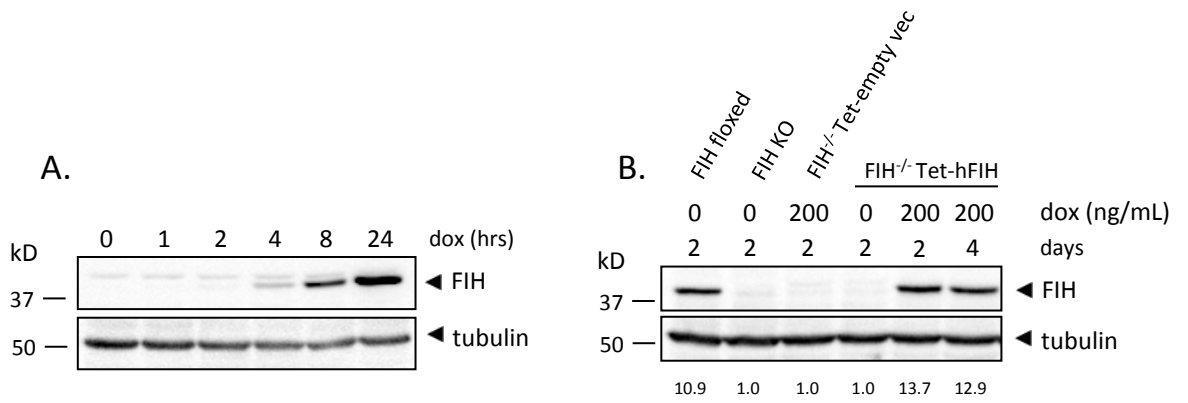 A.
0 1 2 4 8 24 dox (hrs)
kD
37
FIH
50
tubulin
B.
FIH floxed
FIH KO
FIH-/- Tet-empty vec
FIH-/- Tet-hFIH
0 0 200 0 200 200 dox (ng/mL)
2 2 2 2 2 4 days
kD
37
FIH
50
tubulin
10.9 1.0 1.0 1.0 13.7 12.9